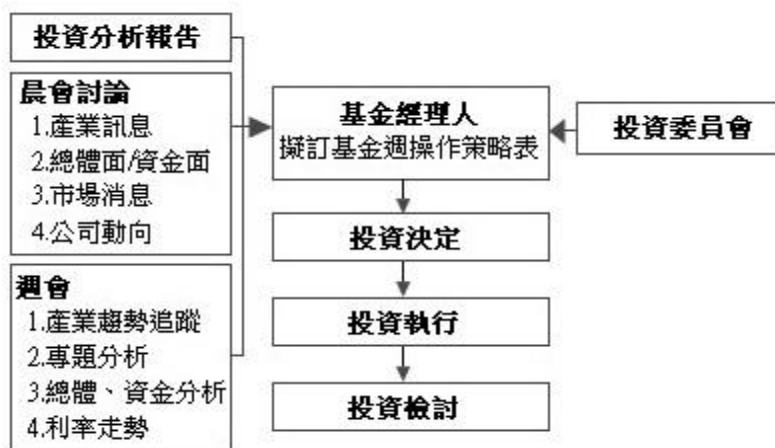 投資分析報告
晨會討論
1.產業訊息
2.總體面/資金面
3.市場消息
4.公司動向
週會
1.產業趨勢追蹤
2.專題分析
3.總體、資金分析
4.利率走勢
基金經理人
擬訂基金週操作策略表
投資委員會
投資決定
投資執行
投資檢討